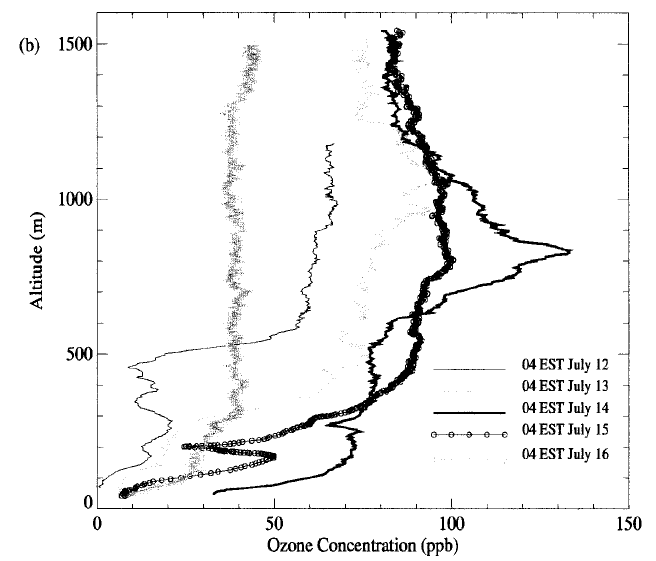 (b)
1500
1000
500
0
Altitude (m)
04 EST July 12
04 EST July 13
04 EST July 14
04 EST July 15
04 EST July 16
0
50
100
150
Ozone Concentration (ppb)